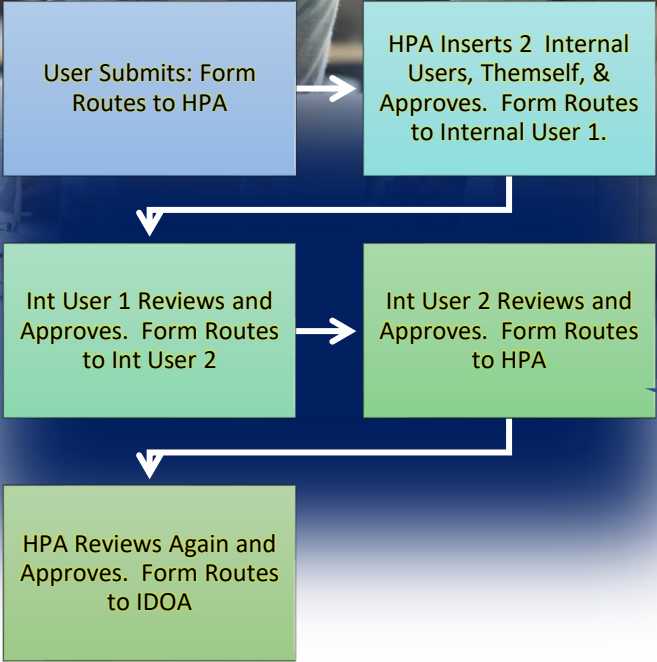 User Submits: Form
Routes to HPA
HPA Inserts 2 Internal
Users, Themself, &
Approves. Form Routes
to Internal User 1.
Int User 1 Reviews and
Approves. Form Routes
to Int User 2
Int User 2 Reviews and
Approves. Form Routes
to HPA
HPA Reviews Again and
Approves. Form Routes
to IDOA